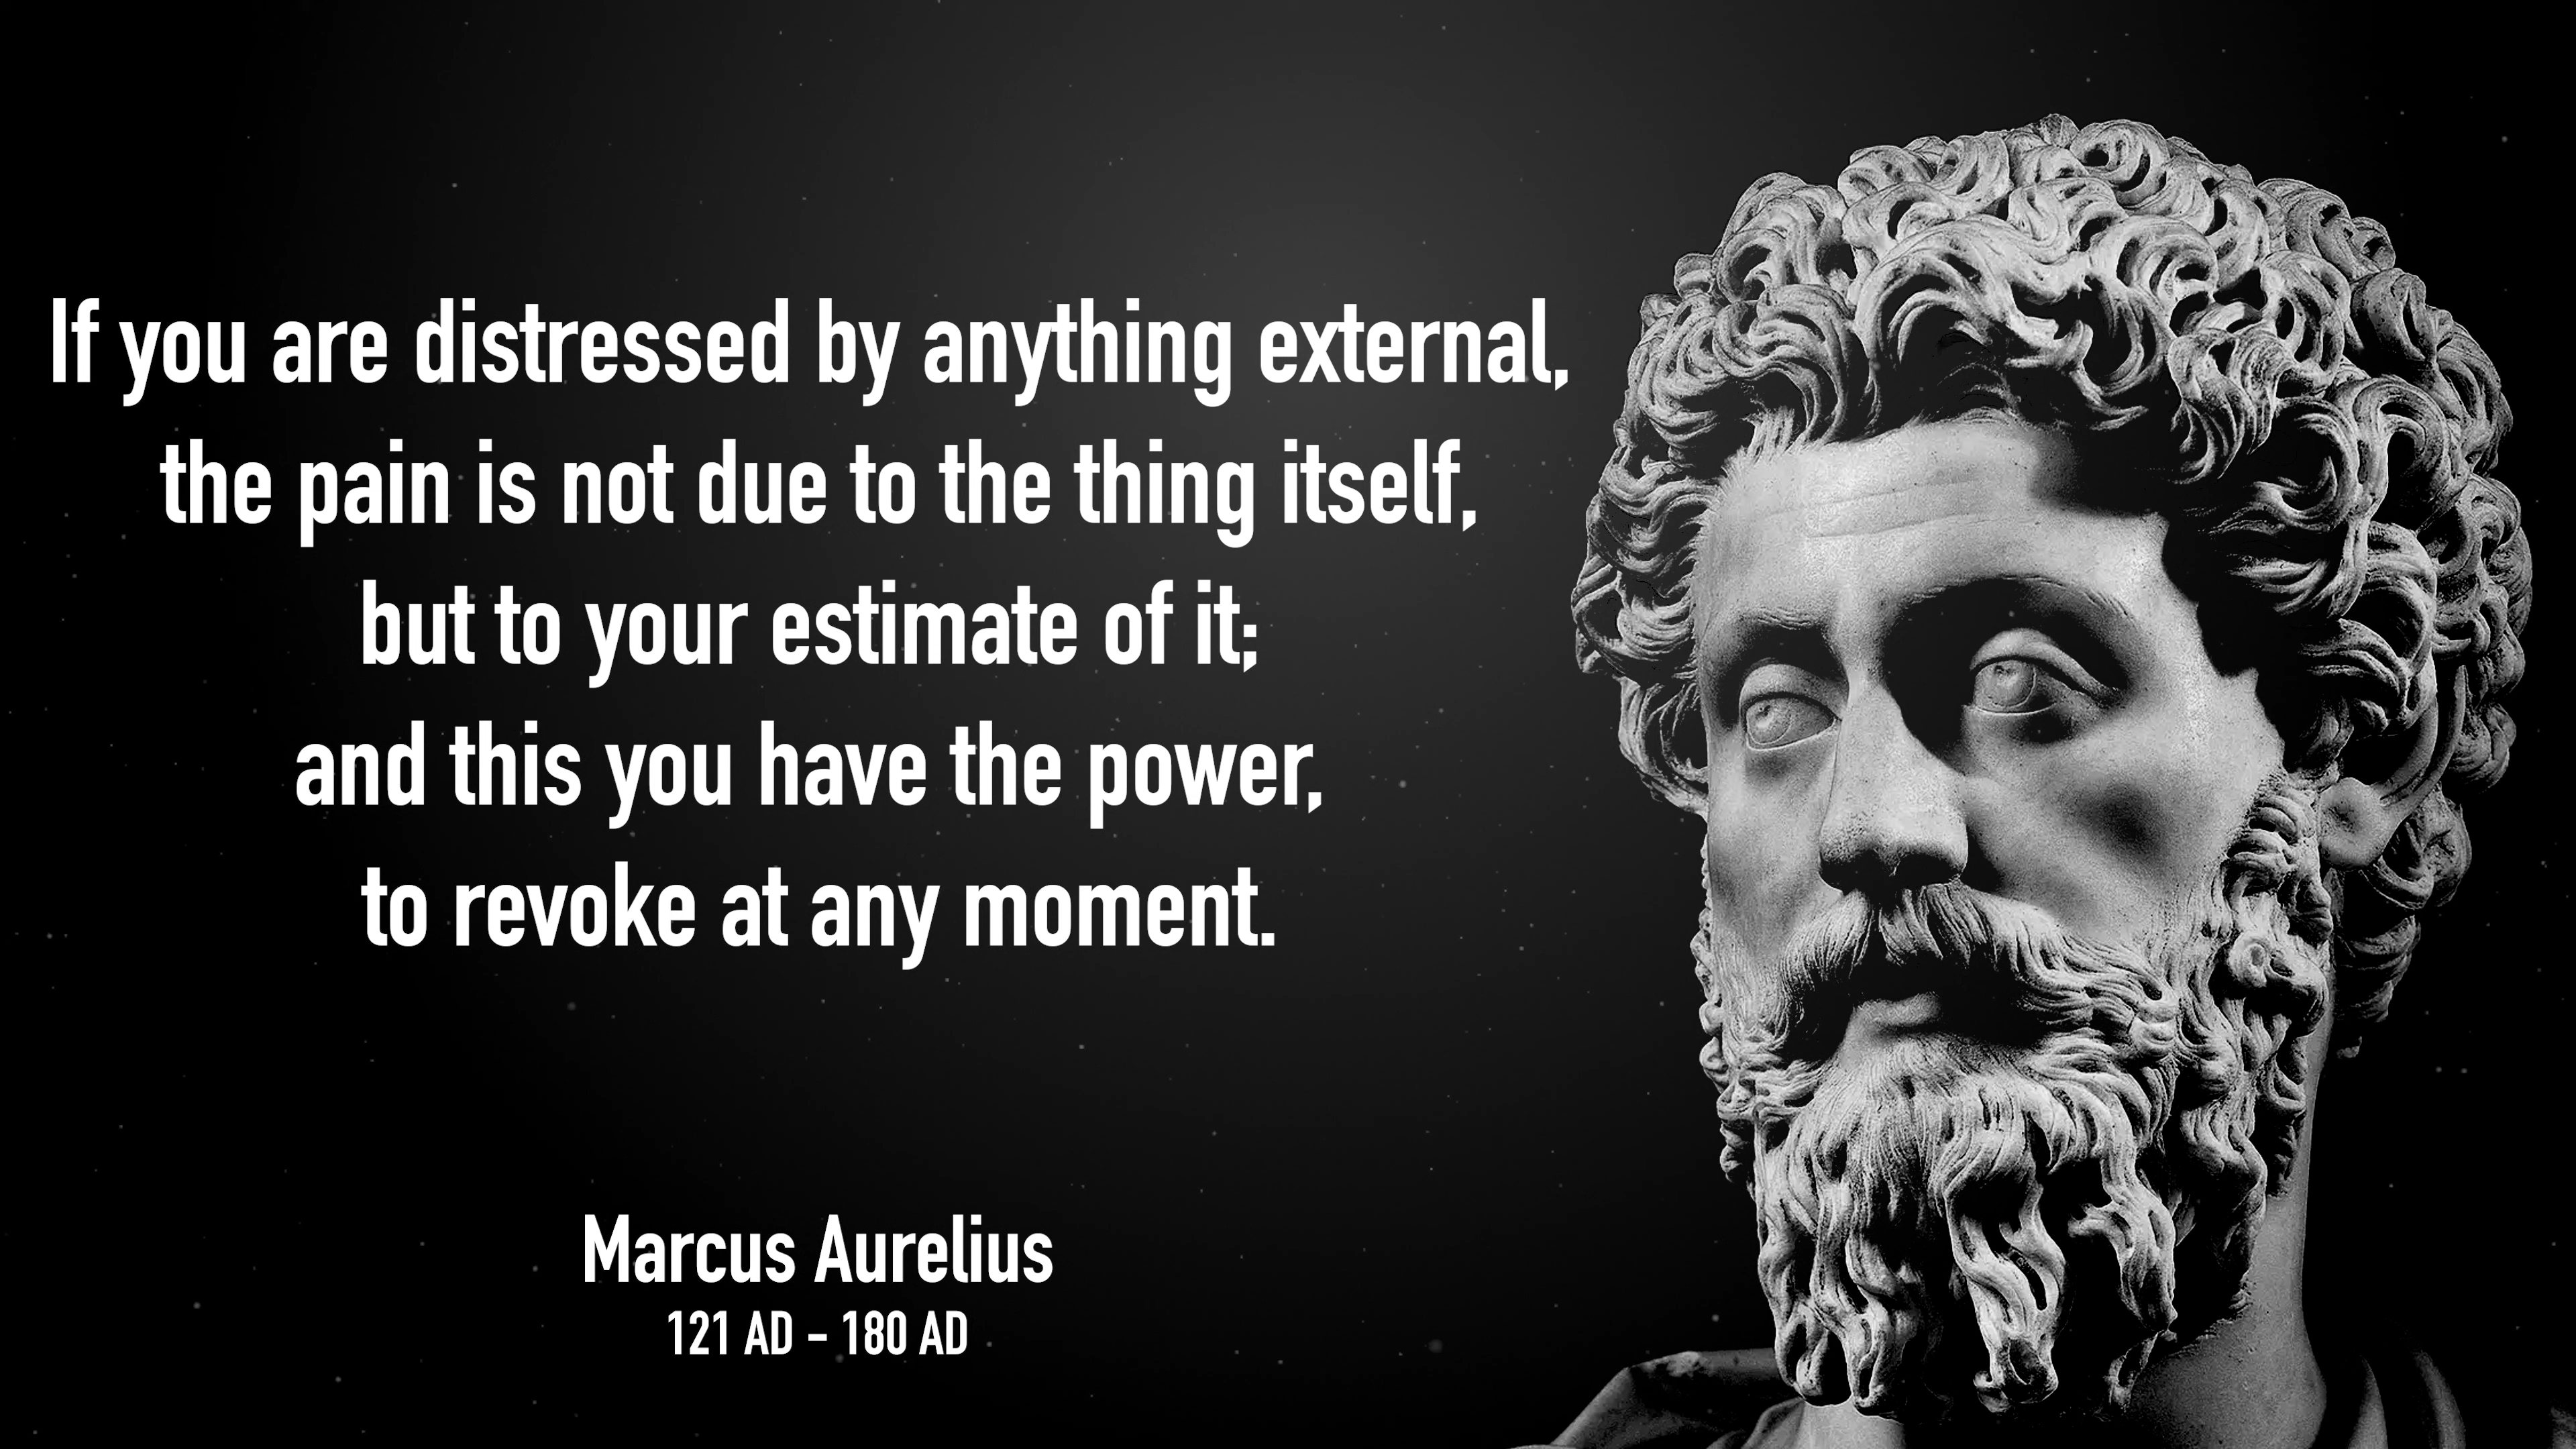 If you are distressed by anything external,
the pain is not due to the thing itself,
but to your estimate of it;
and this you have the power,
to revoke at any moment.
Marcus Aurelius
121 AD – 180 AD